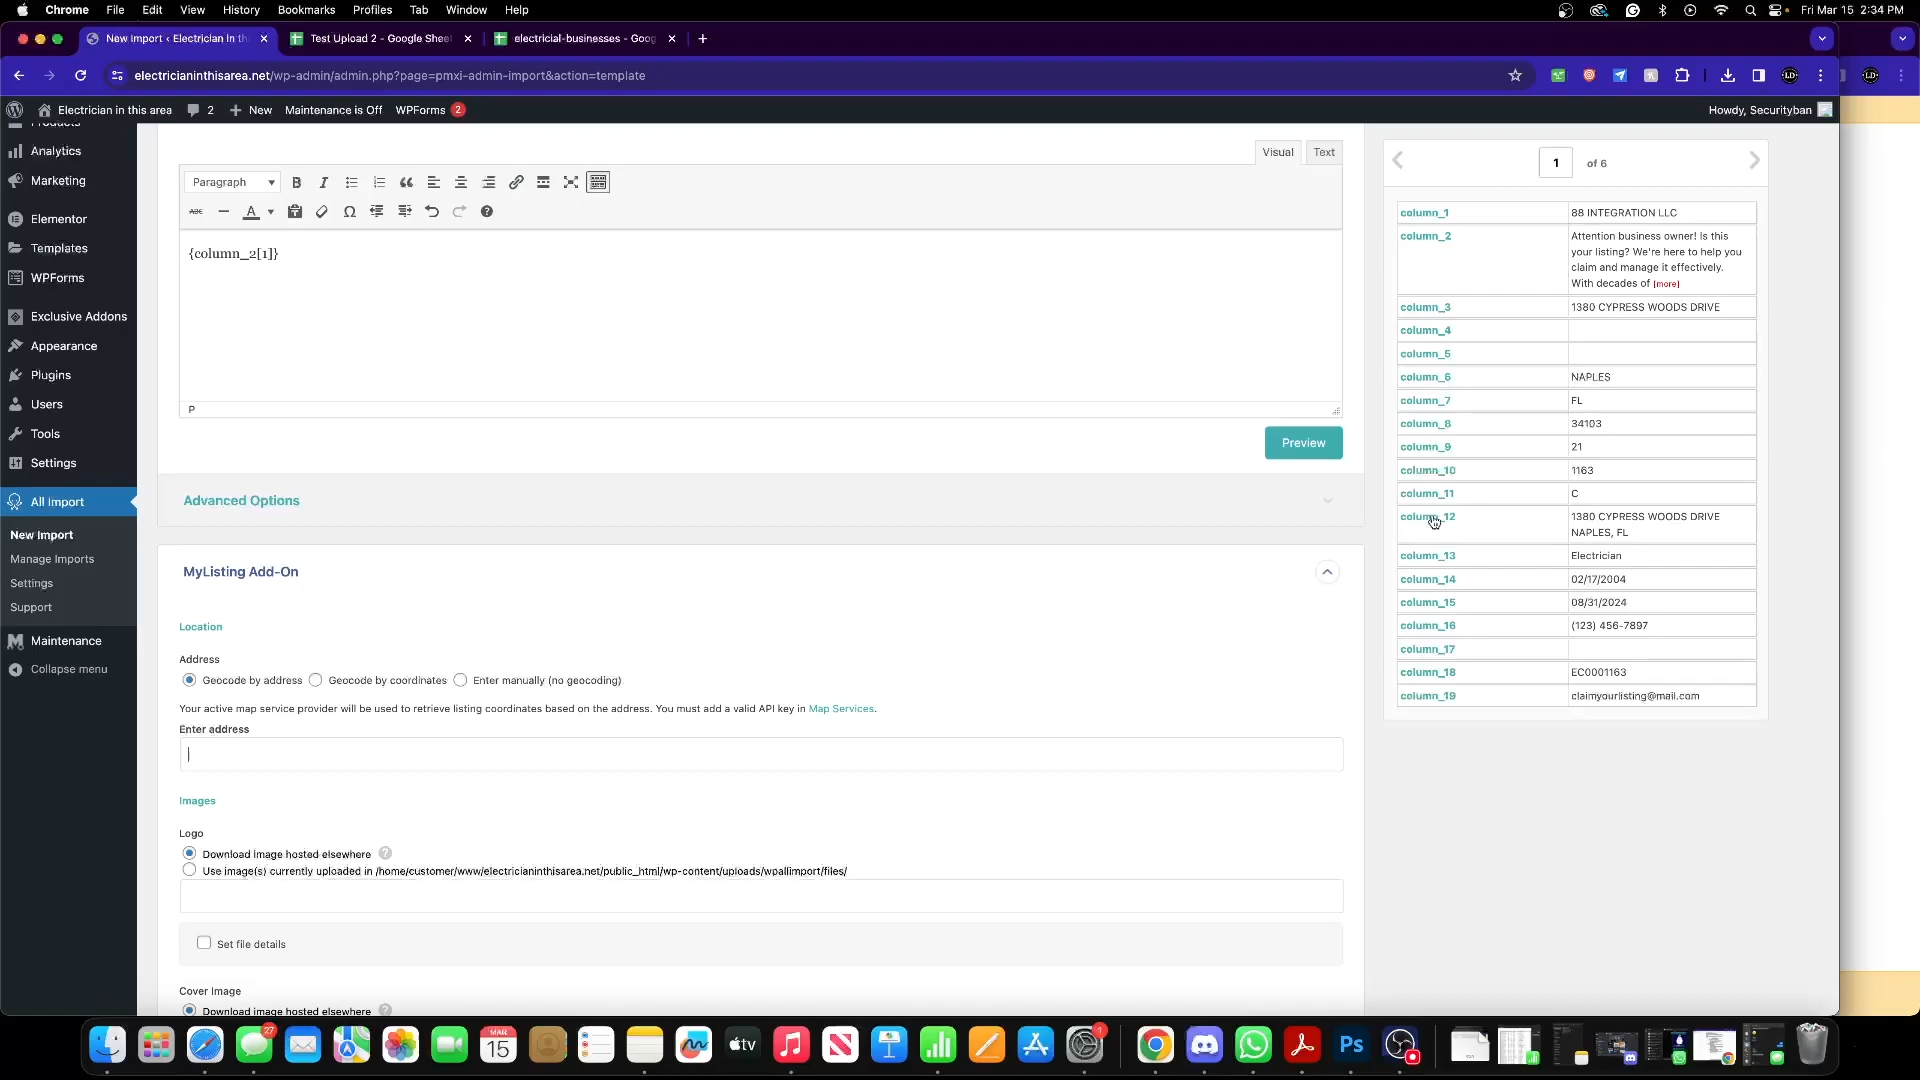 Chrome File Edit View History Bookmarks Profiles Tab Window Help Fri Mar 15 2:34 PM
New Import ‹ Electrician in th Test Upload 2 - Google Shee electricial-businesses - Goog
electricianinthisarea.net/wp-admin/admin.php?page=pmxi-admin-import&action=template
Electrician in this area 2 New Maintenance is Off WPForms 2 Howdy, Securityban
Products
Analytics
Marketing
Elementor
Templates
WPForms
Exclusive Addons
Appearance
Plugins
Users
Tools
Settings
All Import
New Import
Manage Imports
Settings
Support
Maintenance
Collapse menu
Visual Text
Paragraph
ABC
{column_2[1]}
P
Preview
Advanced Options
MyListing Add-On
Location
Address
Geocode by address Geocode by coordinates Enter manually (no geocoding)
Your active map service provider will be used to retrieve listing coordinates based on the address. You must add a valid API key in Map Services.
Enter address
Images
Logo
Download image hosted elsewhere ?
Use image(s) currently uploaded in /home/customer/www/electricianinthisarea.net/public_html/wp-content/uploads/wpallimport/files/
Set file details
Cover Image
Download image hosted elsewhere ?
1 of 6
column_1 88 INTEGRATION LLC
column_2 Attention business owner! Is this
your listing? We're here to help you
claim and manage it effectively.
With decades of [more]
column_3 1380 CYPRESS WOODS DRIVE
column_4
column_5
column_6 NAPLES
column_7 FL
column_8 34103
column_9 21
column_10 1163
column_11 C
column_12 1380 CYPRESS WOODS DRIVE
NAPLES, FL
column_13 Electrician
column_14 02/17/2004
column_15 08/31/2024
column_16 (123) 456-7897
column_17
column_18 EC0001163
column_19 claimyourlisting@mail.com
27
MAR
15
tv
1
Ps